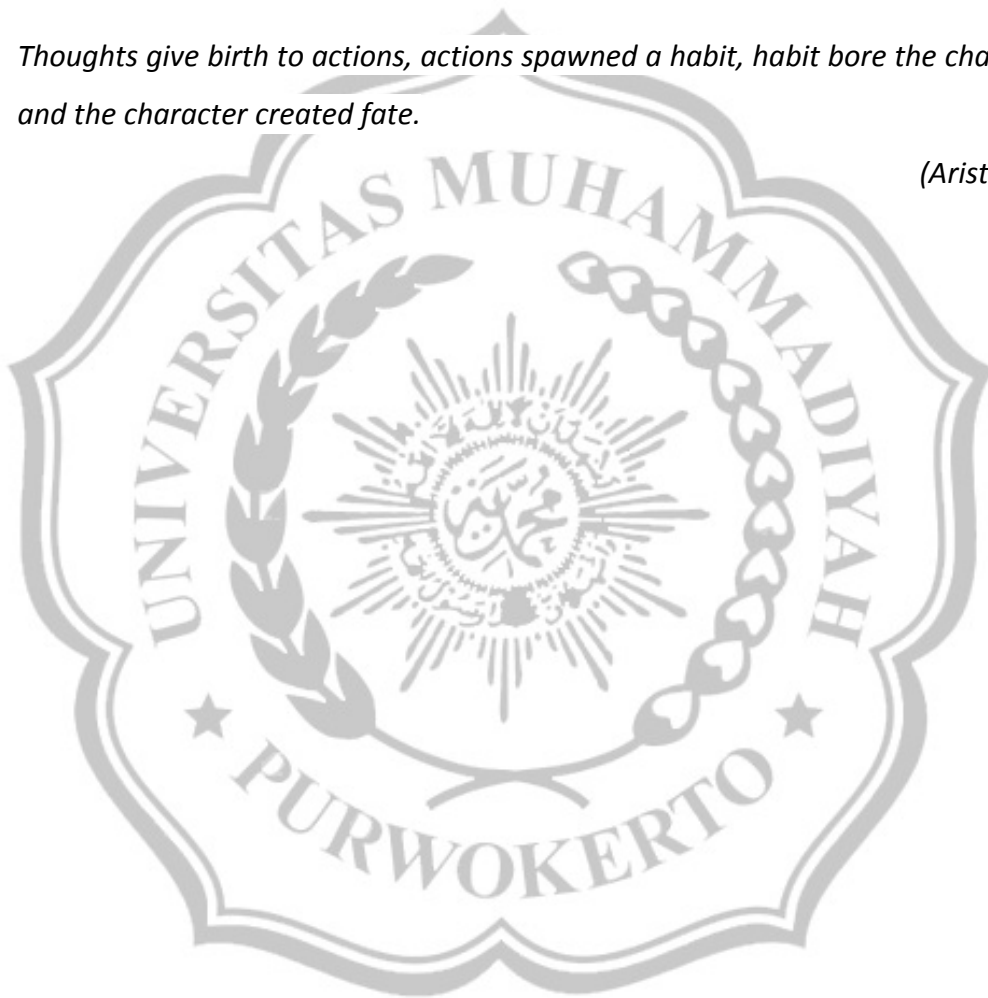 Thoughts give birth to actions, actions spawned a habit, habit bore the cha
and the character created fate.
(Arist
UNIVERSITAS MUHAMMADIYAH
PURWOKERTO